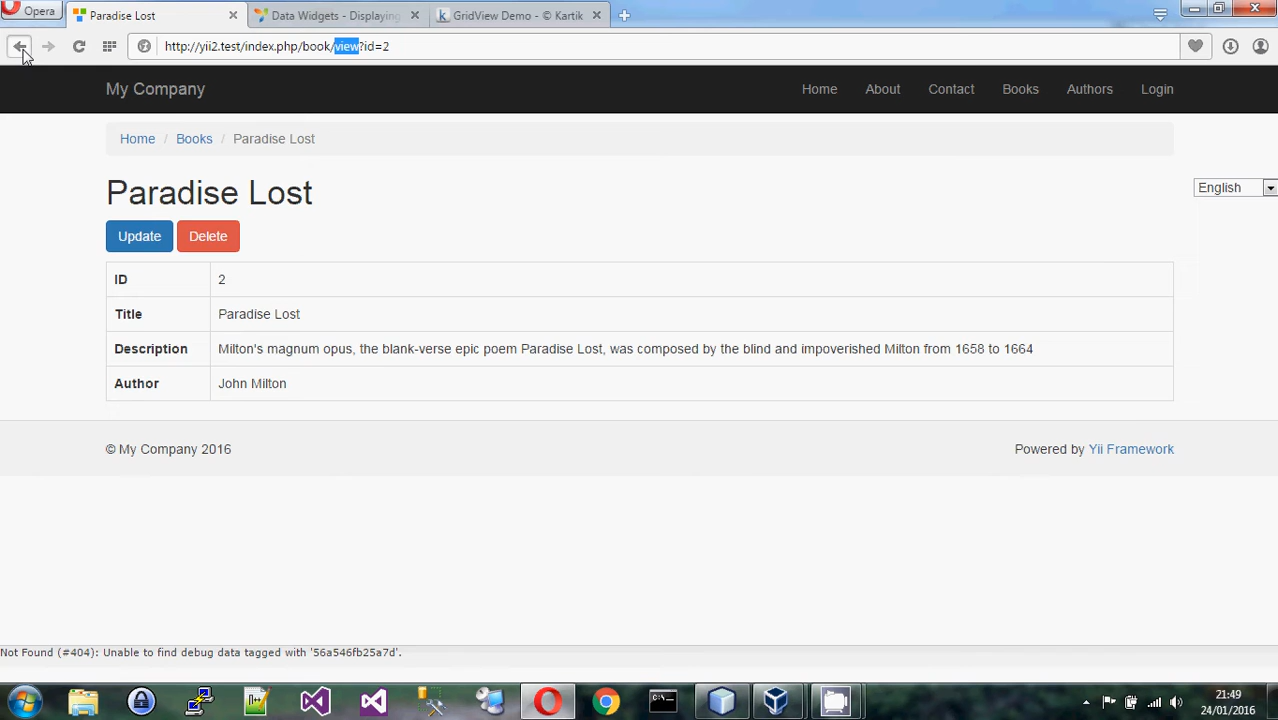 Opera
Paradise Lost
Data Widgets - Displaying
GridView Demo - © Kartik
http://yii2.test/index.php/book/view?id=2
My Company
Home
About
Contact
Books
Authors
Login
Home / Books / Paradise Lost
Paradise Lost
English
Update
Delete
ID 2
Title Paradise Lost
Description Milton's magnum opus, the blank-verse epic poem Paradise Lost, was composed by the blind and impoverished Milton from 1658 to 1664
Author John Milton
© My Company 2016
Powered by Yii Framework
Not Found (#404): Unable to find debug data tagged with '56a546fb25a7d'.
21:49
24/01/2016